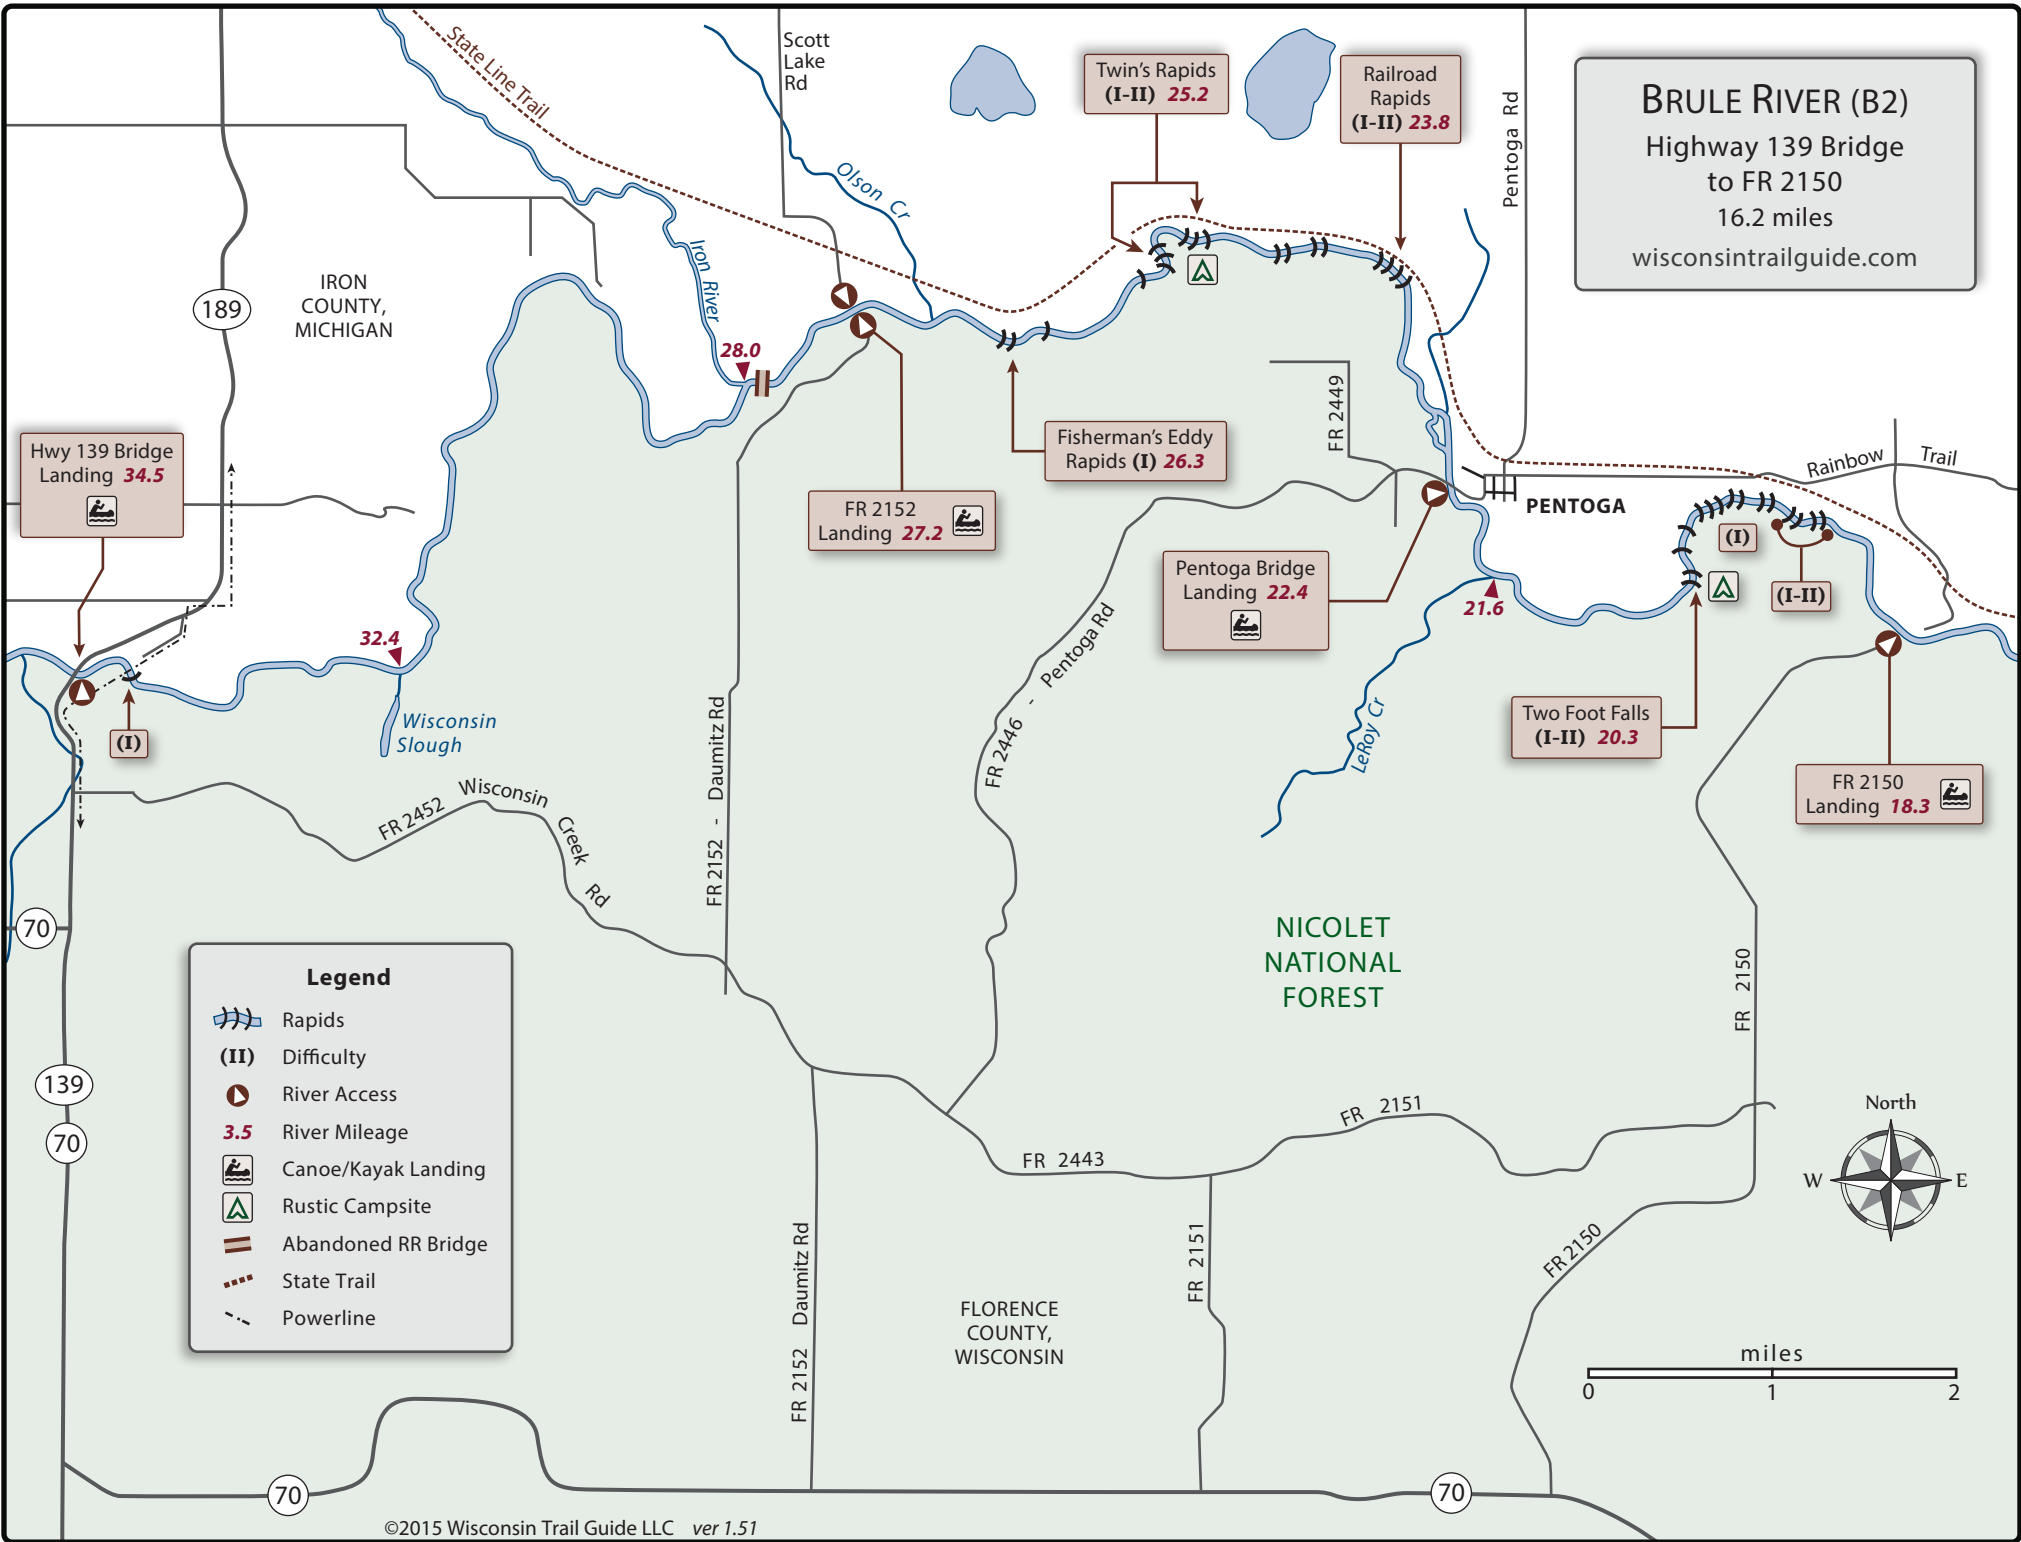 BRULE RIVER (B2)
Highway 139 Bridge
to FR 2150
16.2 miles
wisconsintrailguide.com
State Line Trail
Scott
Lake
Rd
Olson Cr
Twin's Rapids
(I-II) 25.2
Railroad
Rapids
(I-II) 23.8
Pentoga Rd
IRON
COUNTY,
MICHIGAN
189
Iron River
28.0
Hwy 139 Bridge
Landing 34.5
FR 2152
Landing 27.2
Fisherman's Eddy
Rapids (I) 26.3
FR 2449
PENTOGA
Rainbow Trail
Pentoga Bridge
Landing 22.4
21.6
(I)
(I-II)
32.4
(I)
Wisconsin
Slough
FR 2446 - Pentoga Rd
LeRoy Cr
Two Foot Falls
(I-II) 20.3
FR 2150
Landing 18.3
FR 2452 Wisconsin Creek Rd
FR 2152 - Daumitz Rd
70
NICOLET
NATIONAL
FOREST
FR 2150
139
70
Legend
Rapids
(II) Difficulty
River Access
3.5 River Mileage
Canoe/Kayak Landing
Rustic Campsite
Abandoned RR Bridge
State Trail
Powerline
FR 2443
FR 2151
FR 2151
FR 2152 Daumitz Rd
FR 2150
North
W
E
FLORENCE
COUNTY,
WISCONSIN
miles
0 1 2
70
70
©2015 Wisconsin Trail Guide LLC ver 1.51